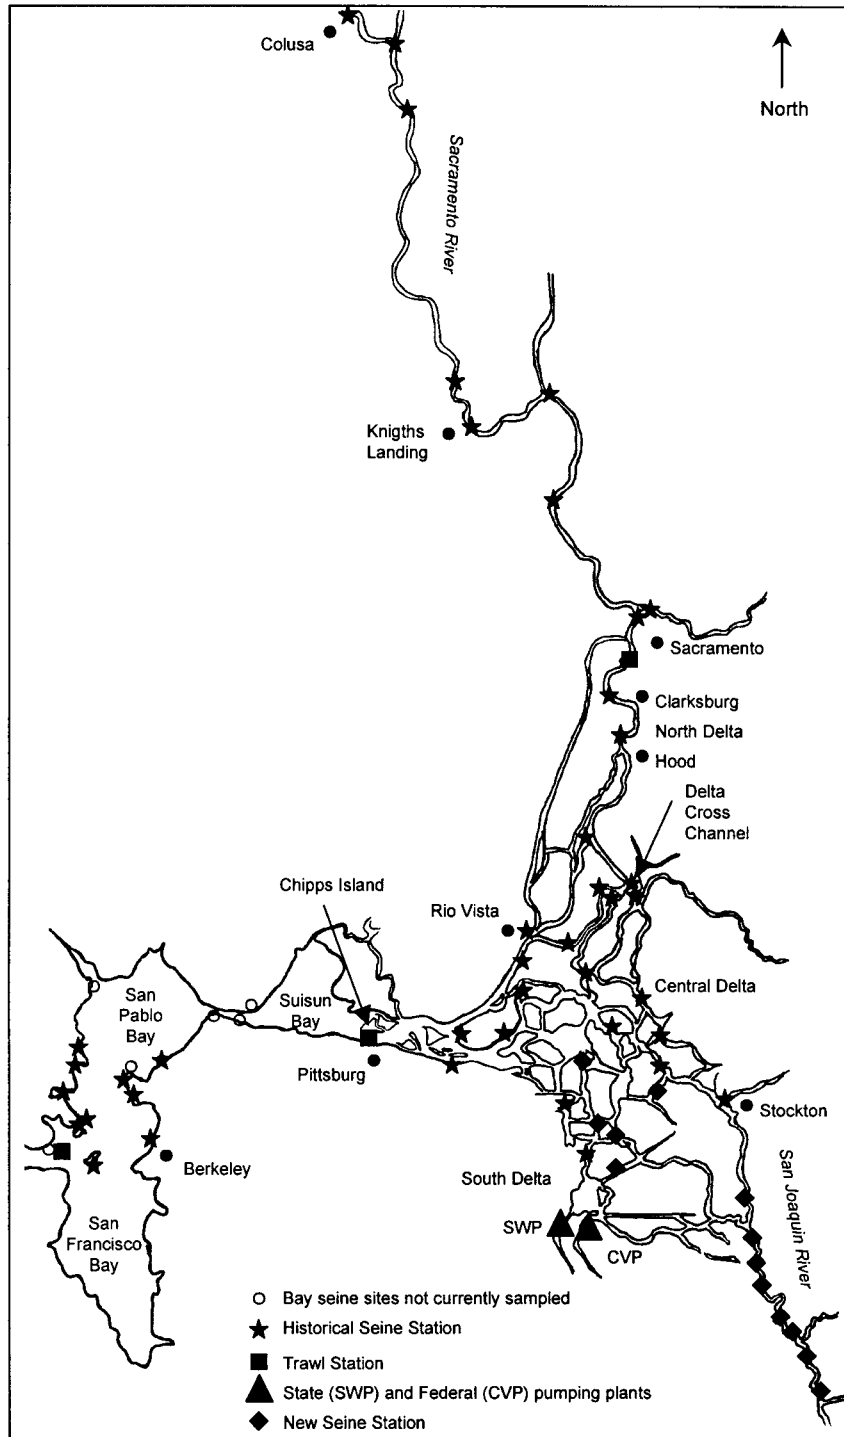 Colusa
North
Sacramento River
Knigths
Landing
Sacramento
Clarksburg
North Delta
Hood
Delta
Cross
Channel
Chipps Island
Rio Vista
San
Pablo
Bay
Suisun
Bay
Central Delta
Pittsburg
Stockton
Berkeley
South Delta
San Joaquin River
San
Francisco
Bay
SWP
CVP
Bay seine sites not currently sampled
Historical Seine Station
Trawl Station
State (SWP) and Federal (CVP) pumping plants
New Seine Station